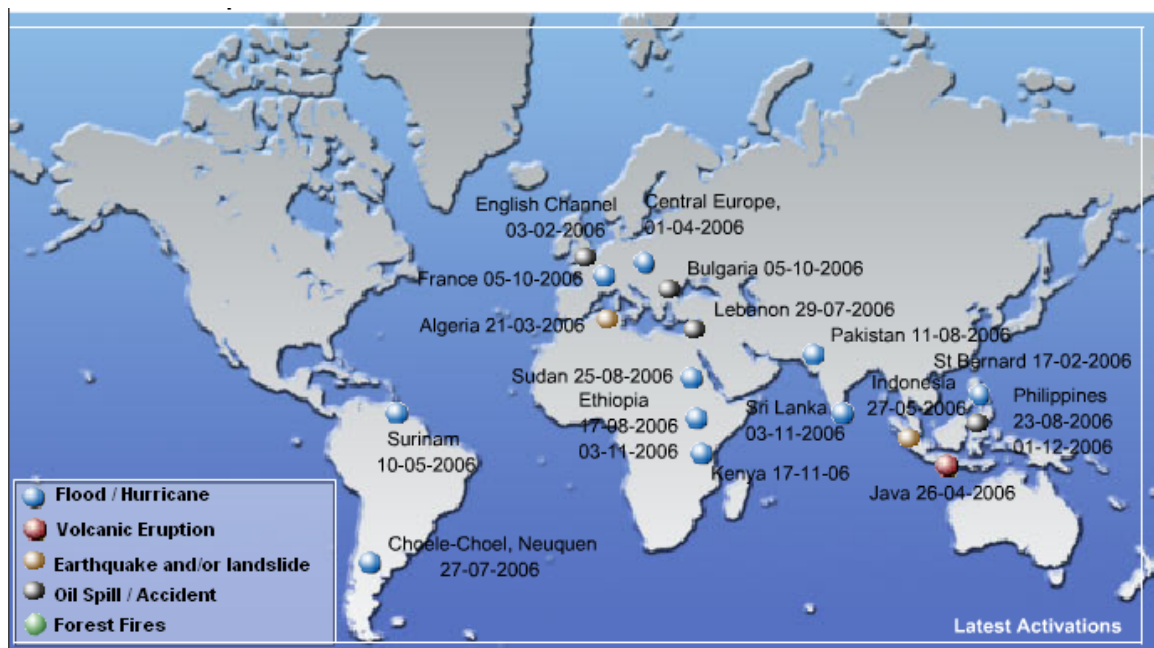 English Channel
03-02-2006
Central Europe,
01-04-2006
France 05-10-2006
Bulgaria 05-10-2006
Algeria 21-03-2006
Lebanon 29-07-2006
Pakistan 11-08-2006
St Bernard 17-02-2006
Sudan 25-08-2006
Ethiopia
17-08-2006
03-11-2006
Sri Lanka
03-11-2006
Indonesia
27-05-2006
Philippines
23-08-2006
01-12-2006
Surinam
10-05-2006
Kenya 17-11-06
Java 26-04-2006
Choele-Choel, Neuquen
27-07-2006
Flood / Hurricane
Volcanic Eruption
Earthquake and/or landslide
Oil Spill / Accident
Forest Fires
Latest Activations